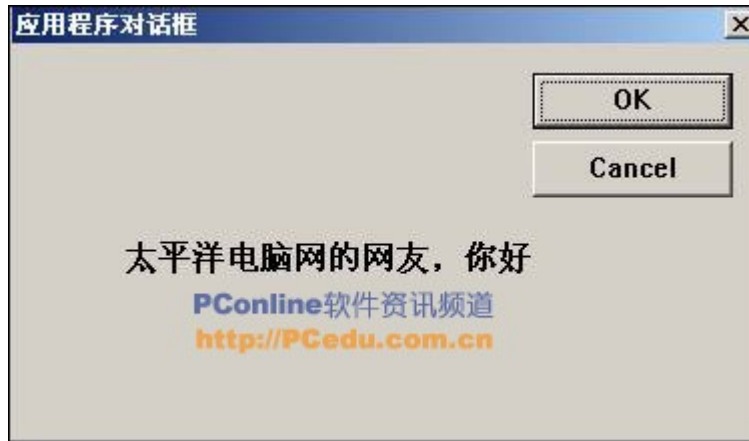 应用程序对话框
OK
Cancel
太平洋电脑网的网友，你好
PConline软件资讯频道
http://PCedu.com.cn